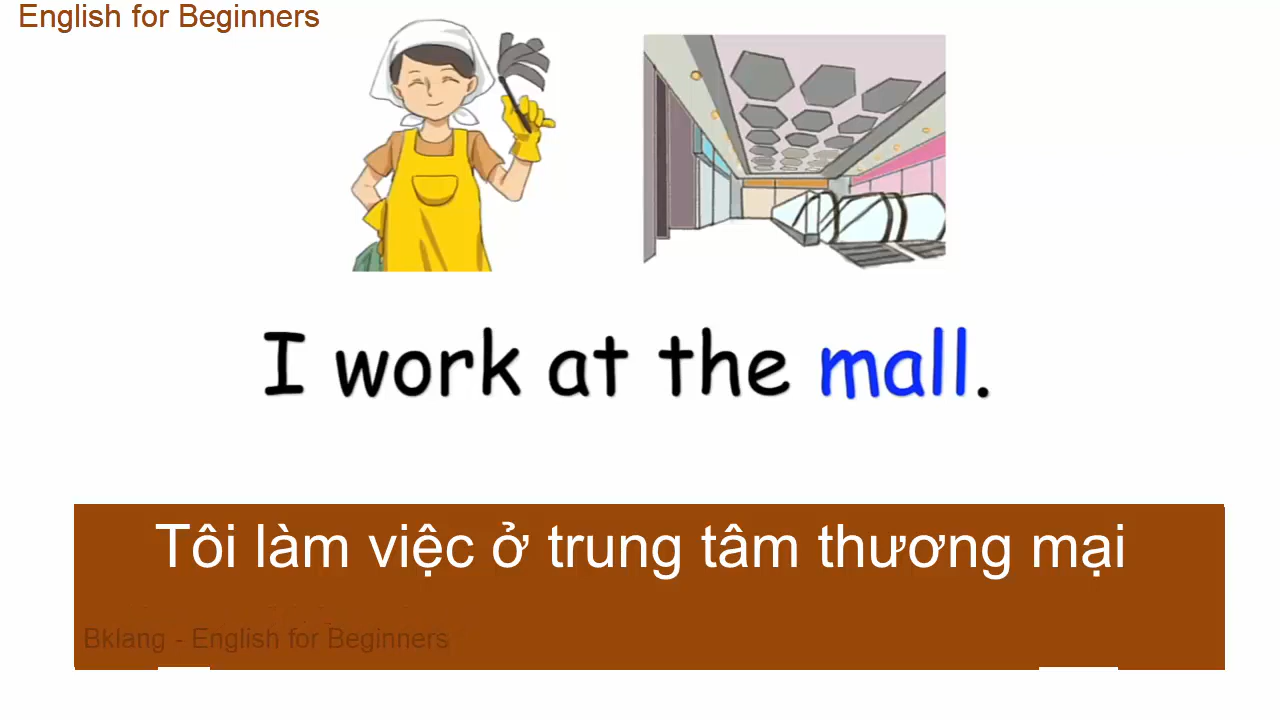 English for Beginners
I work at the mall.
Tôi làm việc ở trung tâm thương mại
Bklang - English for Beginners